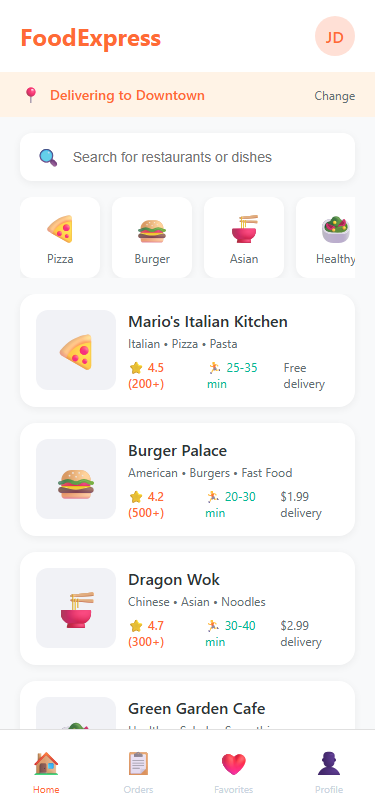 FoodExpress
JD
Delivering to Downtown
Change
Search for restaurants or dishes
Pizza
Burger
Asian
Healthy
Mario's Italian Kitchen
Italian • Pizza • Pasta
4.5 (200+)
25-35 min
Free delivery
Burger Palace
American • Burgers • Fast Food
4.2 (500+)
20-30 min
$1.99 delivery
Dragon Wok
Chinese • Asian • Noodles
4.7 (300+)
30-40 min
$2.99 delivery
Green Garden Cafe
Home
Orders
Favorites
Profile